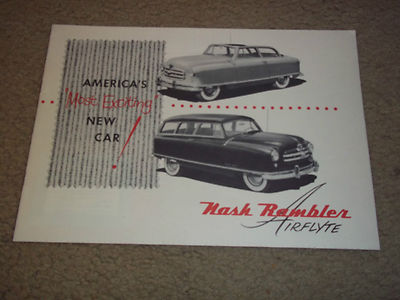 AMERICA'S
Most Exciting
NEW
CAR!
Nash Rambler
AIRFLYTE